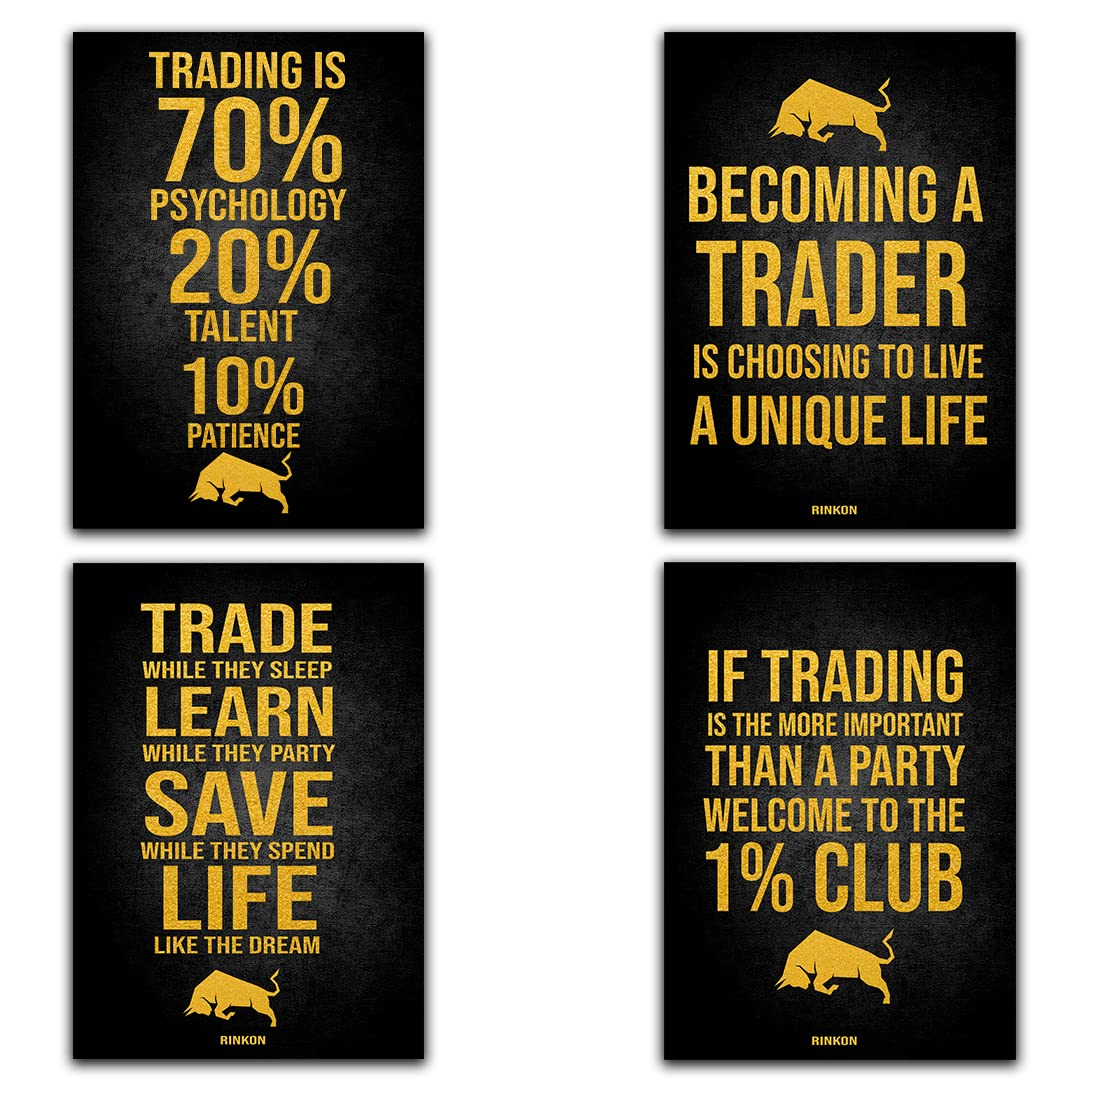 TRADING IS
70%
PSYCHOLOGY
20%
TALENT
10%
PATIENCE
BECOMING A
TRADER
IS CHOOSING TO LIVE
A UNIQUE LIFE
RINKON
TRADE
WHILE THEY SLEEP
LEARN
WHILE THEY PARTY
SAVE
WHILE THEY SPEND
LIFE
LIKE THE DREAM
RINKON
IF TRADING
IS THE MORE IMPORTANT
THAN A PARTY
WELCOME TO THE
1% CLUB
RINKON